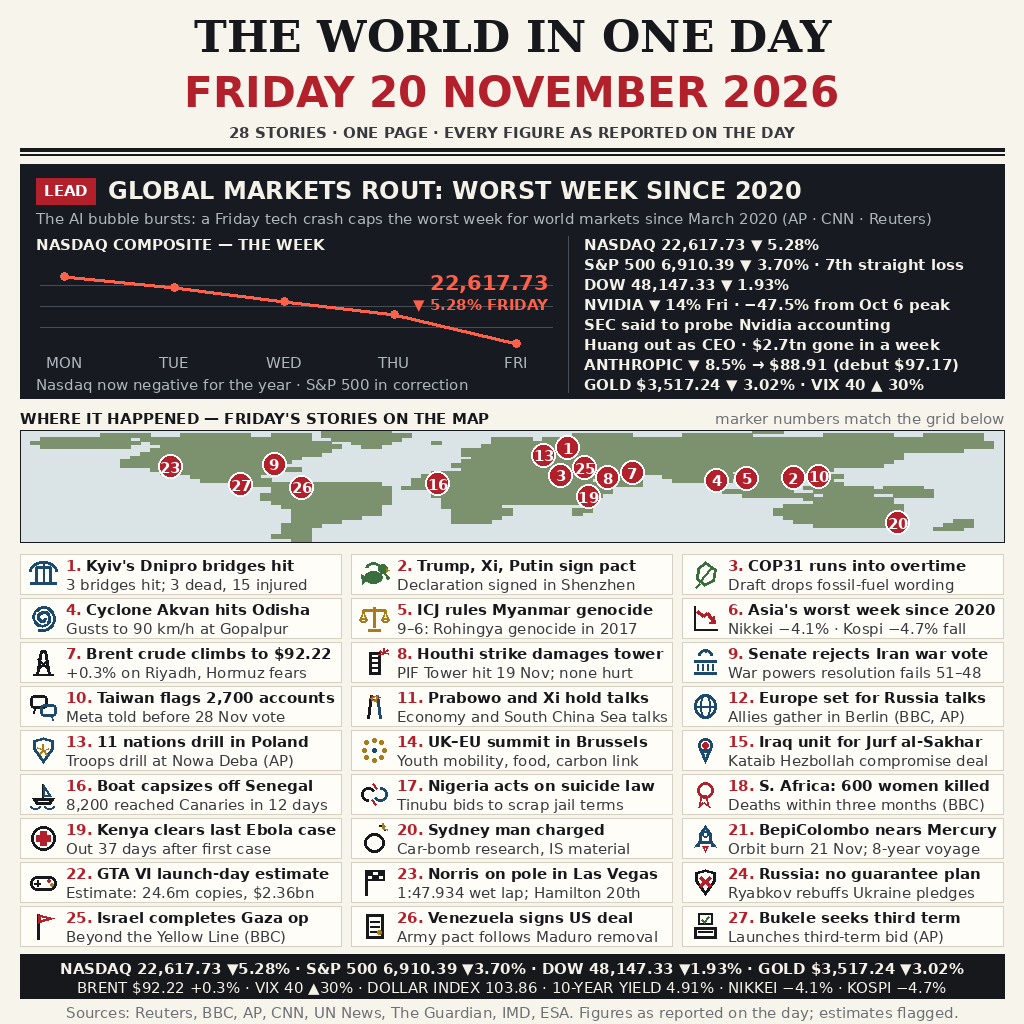 THE WORLD IN ONE DAY
FRIDAY 20 NOVEMBER 2026
28 STORIES · ONE PAGE · EVERY FIGURE AS REPORTED ON THE DAY
LEAD
GLOBAL MARKETS ROUT: WORST WEEK SINCE 2020
The AI bubble bursts: a Friday tech crash caps the worst week for world markets since March 2020 (AP · CNN · Reuters)
NASDAQ COMPOSITE — THE WEEK
22,617.73
▼ 5.28% FRIDAY
MON TUE WED THU FRI
Nasdaq now negative for the year · S&P 500 in correction
NASDAQ 22,617.73 ▼ 5.28%
S&P 500 6,910.39 ▼ 3.70% · 7th straight loss
DOW 48,147.33 ▼ 1.93%
NVIDIA ▼ 14% Fri · −47.5% from Oct 6 peak
SEC said to probe Nvidia accounting
Huang out as CEO · $2.7tn gone in a week
ANTHROPIC ▼ 8.5% → $88.91 (debut $97.17)
GOLD $3,517.24 ▼ 3.02% · VIX 40 ▲ 30%
WHERE IT HAPPENED — FRIDAY'S STORIES ON THE MAP
marker numbers match the grid below
23 27 9 26 16 13 1 3 25 19 8 7 4 5 2 10 20
1. Kyiv's Dnipro bridges hit
3 bridges hit; 3 dead, 15 injured
2. Trump, Xi, Putin sign pact
Declaration signed in Shenzhen
3. COP31 runs into overtime
Draft drops fossil-fuel wording
4. Cyclone Akvan hits Odisha
Gusts to 90 km/h at Gopalpur
5. ICJ rules Myanmar genocide
9–6: Rohingya genocide in 2017
6. Asia's worst week since 2020
Nikkei −4.1% · Kospi −4.7% fall
7. Brent crude climbs to $92.22
+0.3% on Riyadh, Hormuz fears
8. Houthi strike damages tower
PIF Tower hit 19 Nov; none hurt
9. Senate rejects Iran war vote
War powers resolution fails 51–48
10. Taiwan flags 2,700 accounts
Meta told before 28 Nov vote
11. Prabowo and Xi hold talks
Economy and South China Sea talks
12. Europe set for Russia talks
Allies gather in Berlin (BBC, AP)
13. 11 nations drill in Poland
Troops drill at Nowa Deba (AP)
14. UK–EU summit in Brussels
Youth mobility, food, carbon link
15. Iraq unit for Jurf al-Sakhar
Kataib Hezbollah compromise deal
16. Boat capsizes off Senegal
8,200 reached Canaries in 12 days
17. Nigeria acts on suicide law
Tinubu bids to scrap jail terms
18. S. Africa: 600 women killed
Deaths within three months (BBC)
19. Kenya clears last Ebola case
Out 37 days after first case
20. Sydney man charged
Car-bomb research, IS material
21. BepiColombo nears Mercury
Orbit burn 21 Nov; 8-year voyage
22. GTA VI launch-day estimate
Estimate: 24.6m copies, $2.36bn
23. Norris on pole in Las Vegas
1:47.934 wet lap; Hamilton 20th
24. Russia: no guarantee plan
Ryabkov rebuffs Ukraine pledges
25. Israel completes Gaza op
Beyond the Yellow Line (BBC)
26. Venezuela signs US deal
Army pact follows Maduro removal
27. Bukele seeks third term
Launches third-term bid (AP)
NASDAQ 22,617.73 ▼5.28% · S&P 500 6,910.39 ▼3.70% · DOW 48,147.33 ▼1.93% · GOLD $3,517.24 ▼3.02%
BRENT $92.22 +0.3% · VIX 40 ▲30% · DOLLAR INDEX 103.86 · 10-YEAR YIELD 4.91% · NIKKEI −4.1% · KOSPI −4.7%
Sources: Reuters, BBC, AP, CNN, UN News, The Guardian, IMD, ESA. Figures as reported on the day; estimates flagged.